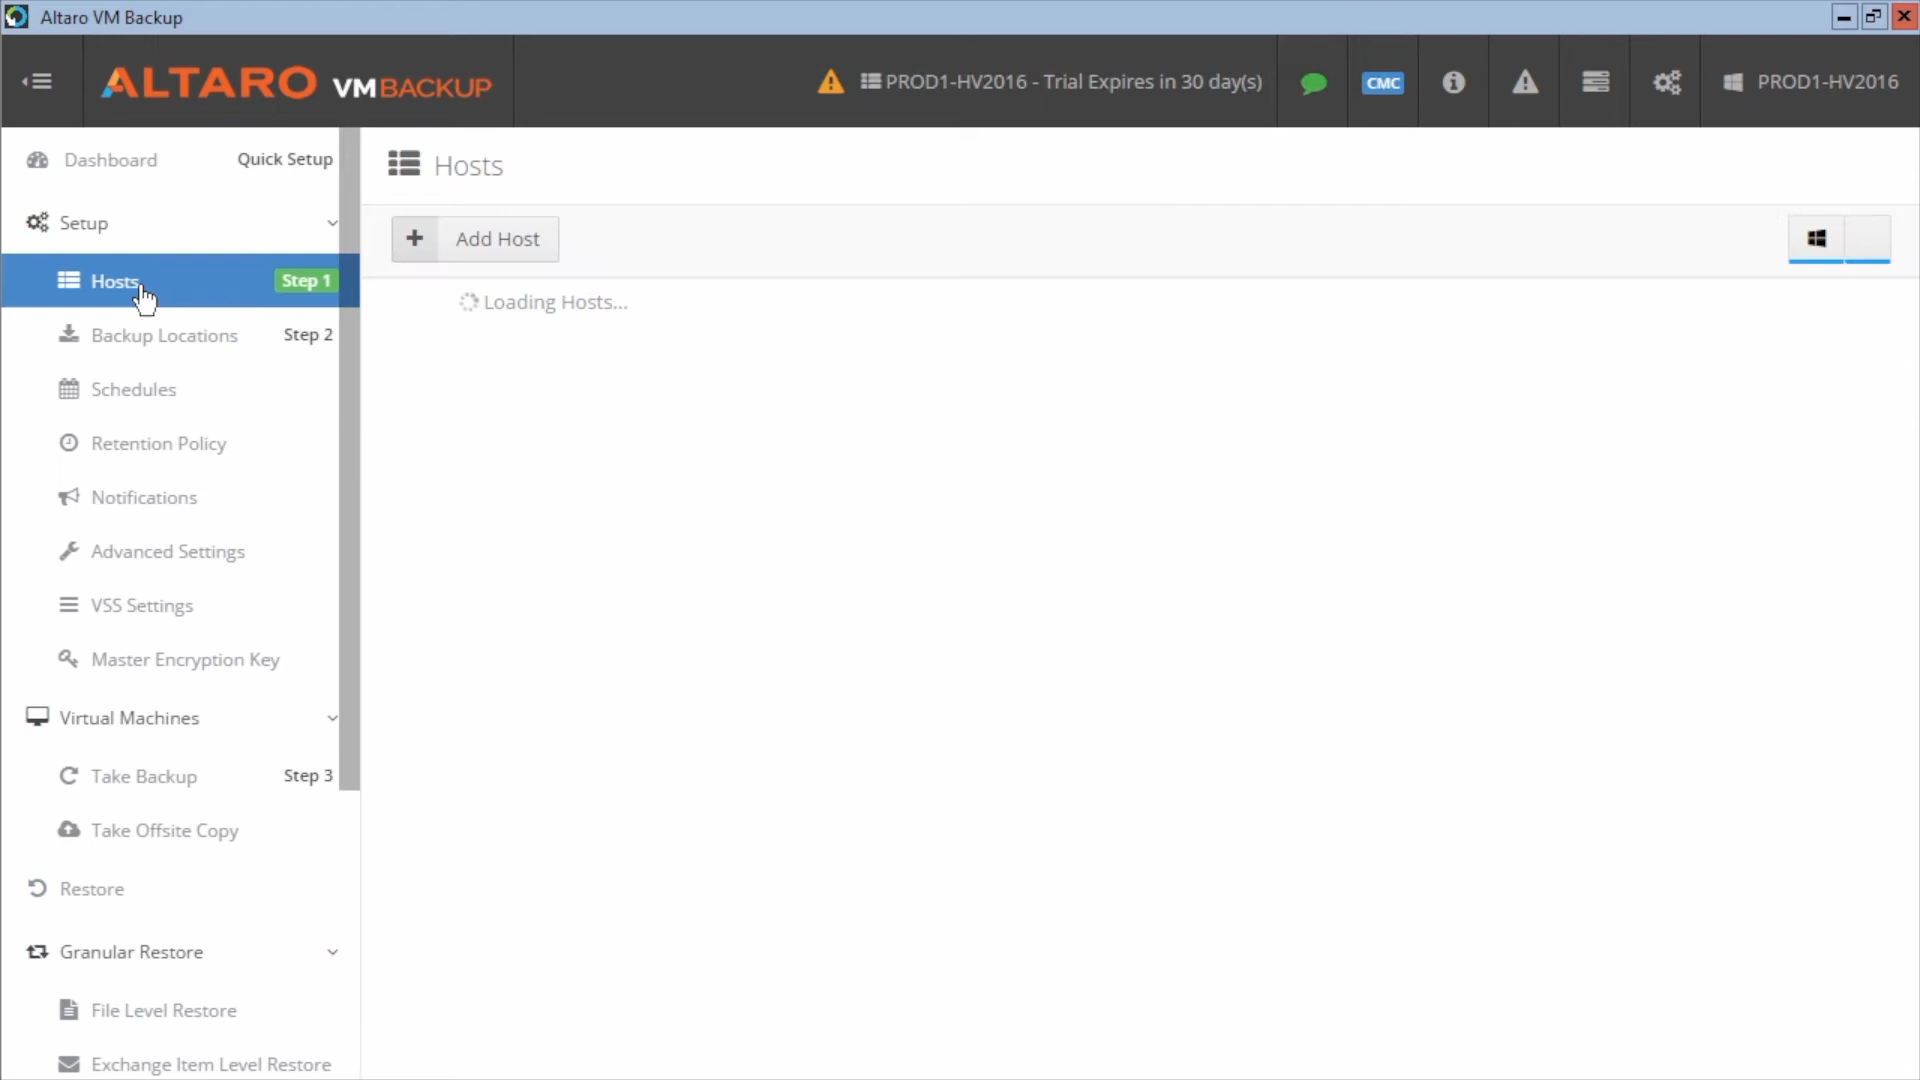 Altaro VM Backup
ALTARO VMBACKUP
PROD1-HV2016 - Trial Expires in 30 day(s)
CMC
PROD1-HV2016
Dashboard
Quick Setup
Setup
Hosts
Step 1
Backup Locations
Step 2
Schedules
Retention Policy
Notifications
Advanced Settings
VSS Settings
Master Encryption Key
Virtual Machines
Take Backup
Step 3
Take Offsite Copy
Restore
Granular Restore
File Level Restore
Exchange Item Level Restore
Hosts
Add Host
Loading Hosts...